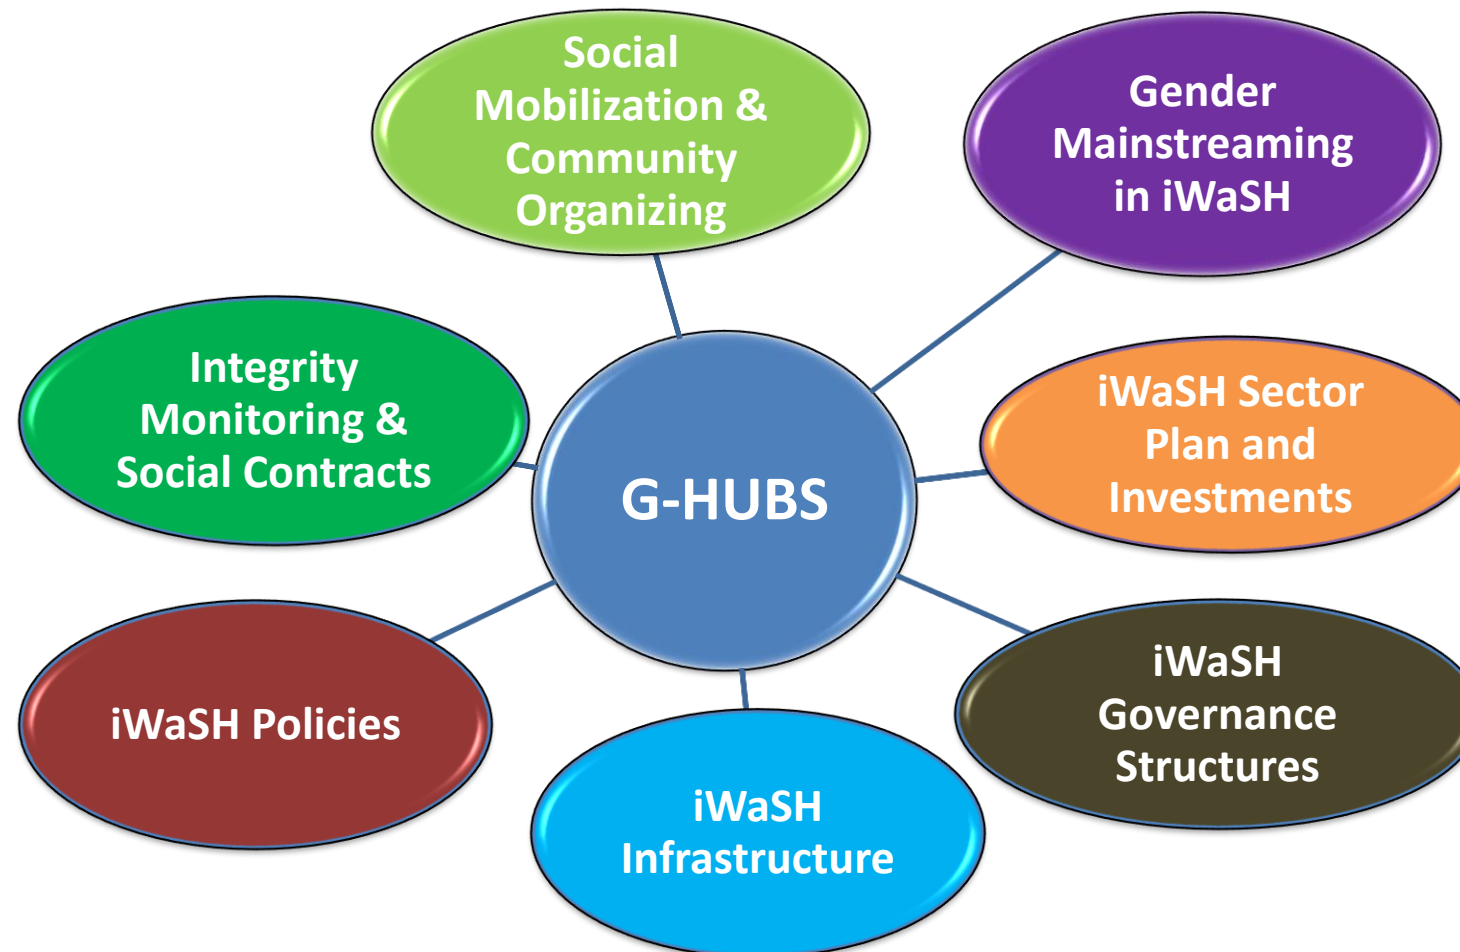 Social
Mobilization &
Community
Organizing
Gender
Mainstreaming
in iWaSH
Integrity
Monitoring &
Social Contracts
iWaSH Sector
Plan and
Investments
G-HUBS
iWaSH Policies
iWaSH
Governance
Structures
iWaSH
Infrastructure